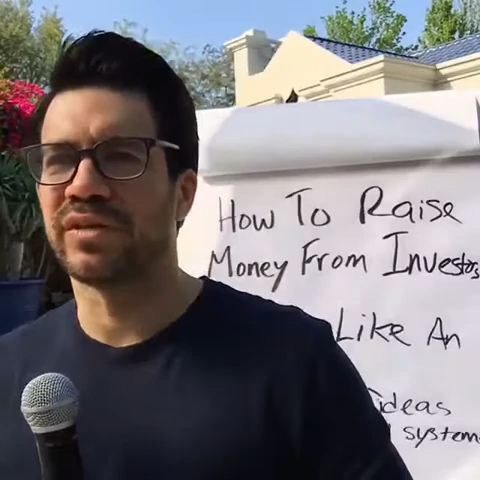 How To Raise
Money From Investors
Like An
ideas
systems